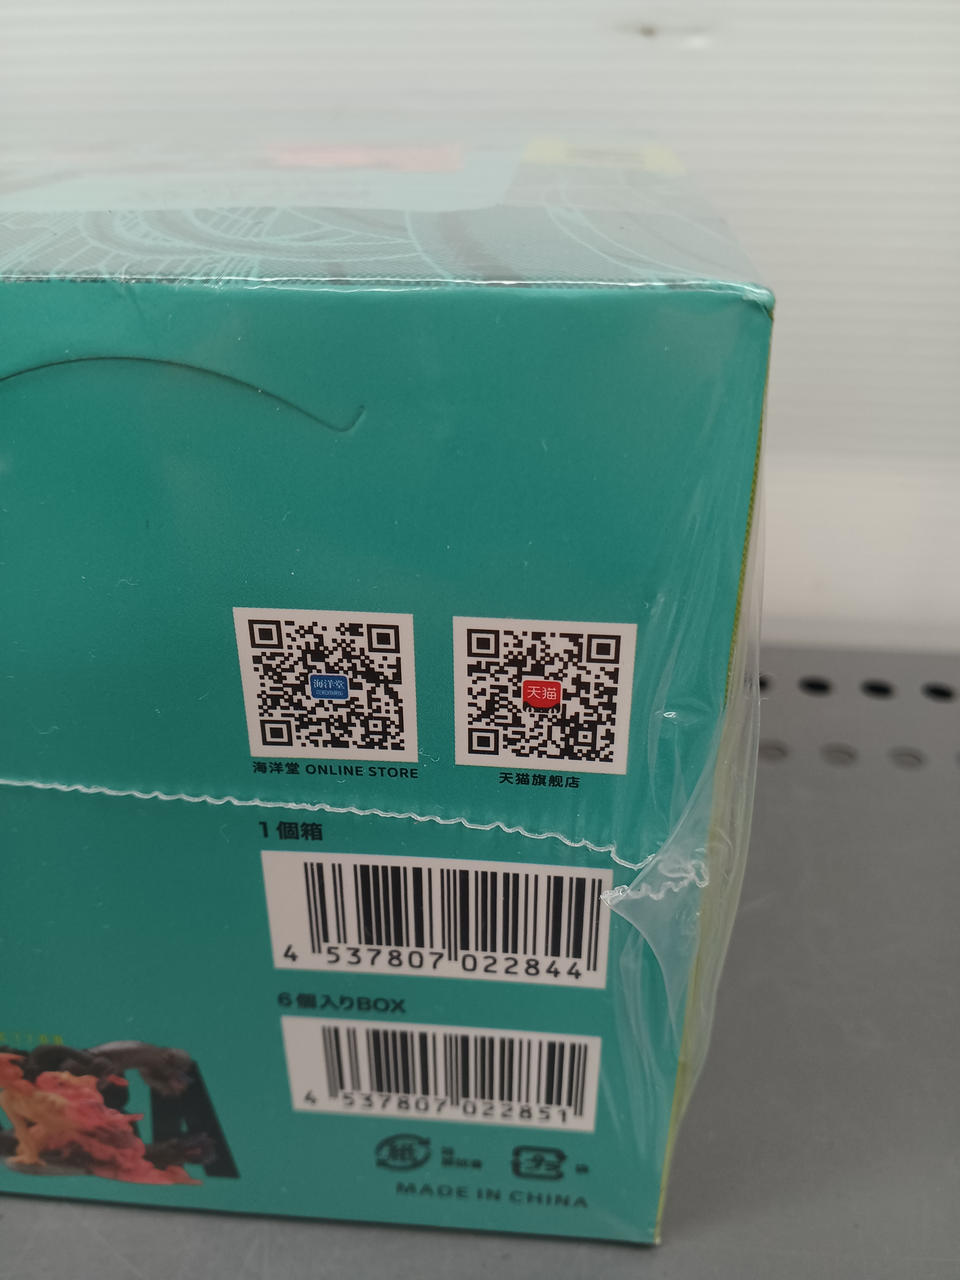 海洋堂
天猫
海洋堂 ONLINE STORE
天猫旗舰店
1個箱
4 537807 022844
6個入りBOX
4 537807 022851
紙
MADE IN CHINA